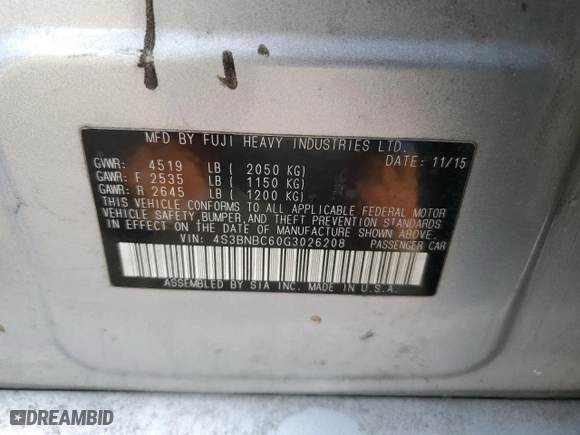 MFD BY FUJI HEAVY INDUSTRIES LTD.
GVWR: 4519 LB ( 2050 KG) DATE: 11/15
GAWR: F 2535 LB ( 1150 KG)
GAWR: R 2645 LB ( 1200 KG)
THIS VEHICLE CONFORMS TO ALL APPLICABLE FEDERAL MOTOR
VEHICLE SAFETY, BUMPER, AND THEFT PREVENTION STANDARDS
IN EFFECT ON THE DATE OF MANUFACTURE SHOWN ABOVE.
VIN: 4S3BNBC60G3026208 PASSENGER CAR
ASSEMBLED BY SIA INC. MADE IN U.S.A.
DREAMBID